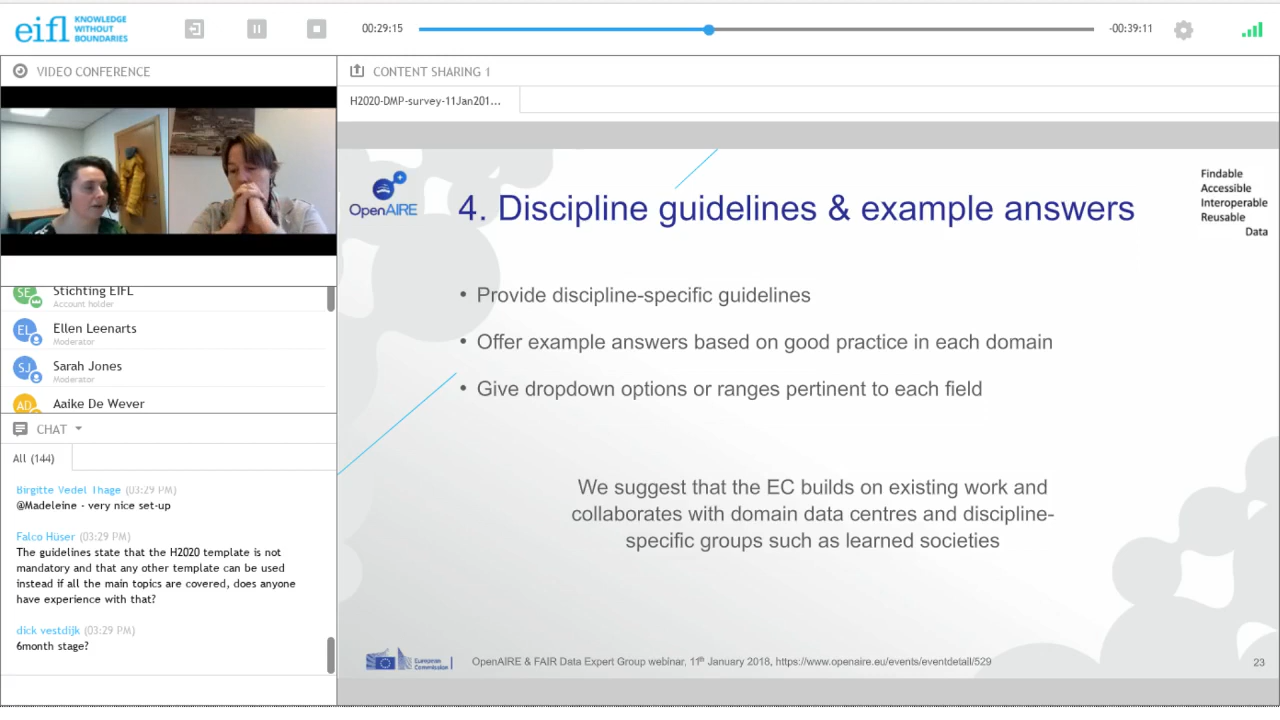 eifl KNOWLEDGE
WITHOUT
BOUNDARIES
00:29:15
-00:39:11
VIDEO CONFERENCE
CONTENT SHARING 1
H2020-DMP-survey-11Jan201...
SE Stichting EIFL
Account holder
EL Ellen Leenarts
Moderator
SJ Sarah Jones
Moderator
AD Aaike De Wever
CHAT
All (144)
Birgitte Vedel Thage (03:29 PM)
@Madeleine - very nice set-up
Falco Hüser (03:29 PM)
The guidelines state that the H2020 template is not
mandatory and that any other template can be used
instead if all the main topics are covered, does anyone
have experience with that?
dick vestdijk (03:29 PM)
6month stage?
OpenAIRE
4. Discipline guidelines & example answers
Findable
Accessible
Interoperable
Reusable
Data
• Provide discipline-specific guidelines
• Offer example answers based on good practice in each domain
• Give dropdown options or ranges pertinent to each field
We suggest that the EC builds on existing work and
collaborates with domain data centres and discipline-
specific groups such as learned societies
European
Commission
OpenAIRE & FAIR Data Expert Group webinar, 11th January 2018, https://www.openaire.eu/events/eventdetail/529
23